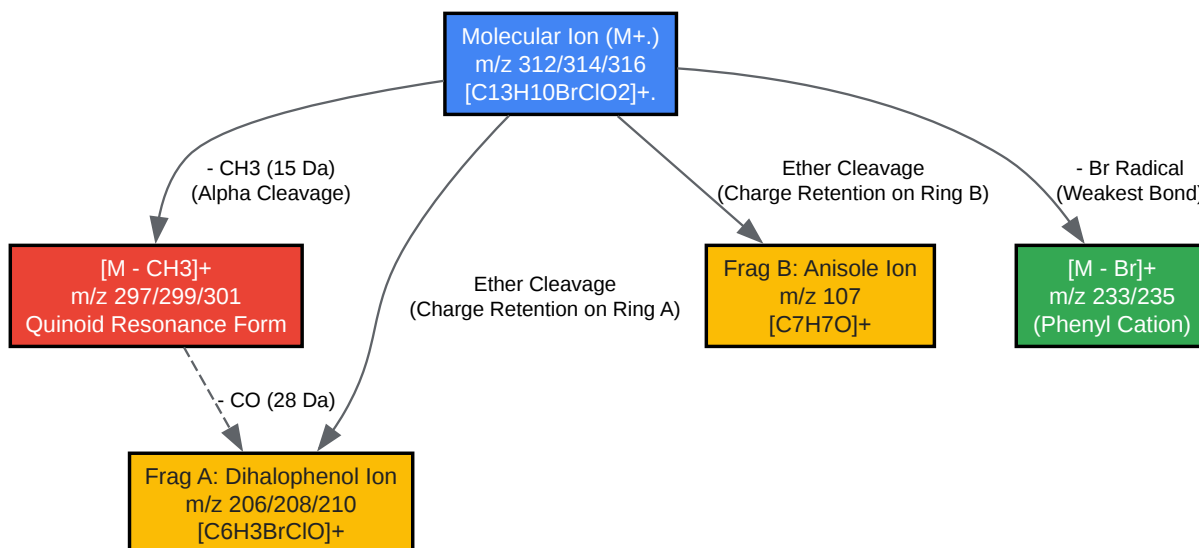 Molecular Ion (M+.)
m/z 312/314/316
[C13H10BrClO2]+.
- CH3 (15 Da)
(Alpha Cleavage)
Ether Cleavage
(Charge Retention on Ring B)
- Br Radical
(Weakest Bond)
[M - CH3]+
m/z 297/299/301
Quinoid Resonance Form
Ether Cleavage
(Charge Retention on Ring A)
Frag B: Anisole Ion
m/z 107
[C7H7O]+
[M - Br]+
m/z 233/235
(Phenyl Cation)
- CO (28 Da)
Frag A: Dihalophenol Ion
m/z 206/208/210
[C6H3BrClO]+